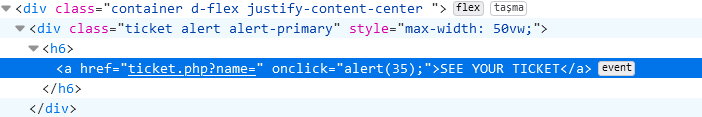 <div class="container d-flex justify-content-center "> flex taşma
<div class="ticket alert alert-primary" style="max-width: 50vw;">
<h6>
<a href="ticket.php?name=" onclick="alert(35);">SEE YOUR TICKET</a> event
</h6>
</div>